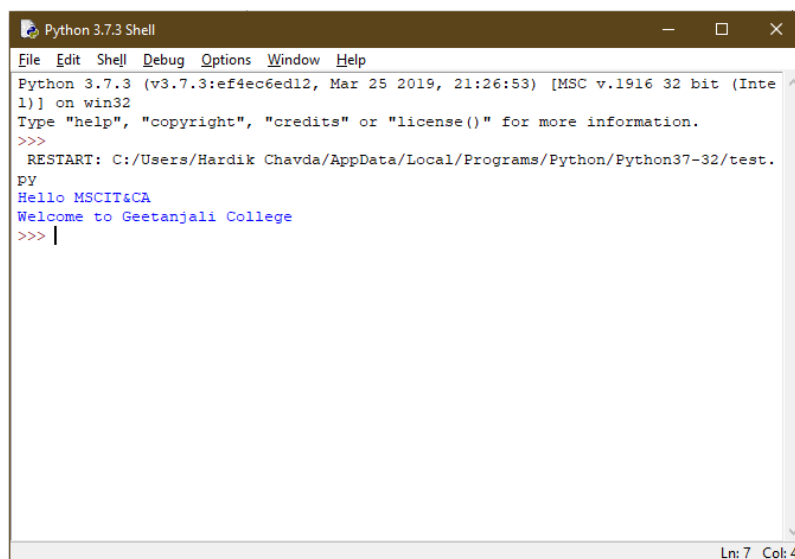 Python 3.7.3 Shell
File Edit Shell Debug Options Window Help
Python 3.7.3 (v3.7.3:ef4ec6ed12, Mar 25 2019, 21:26:53) [MSC v.1916 32 bit (Inte
l)] on win32
Type "help", "copyright", "credits" or "license()" for more information.
>>>
RESTART: C:/Users/Hardik Chavda/AppData/Local/Programs/Python/Python37-32/test.
py
Hello MSCIT&CA
Welcome to Geetanjali College
>>>
Ln: 7 Col: 4